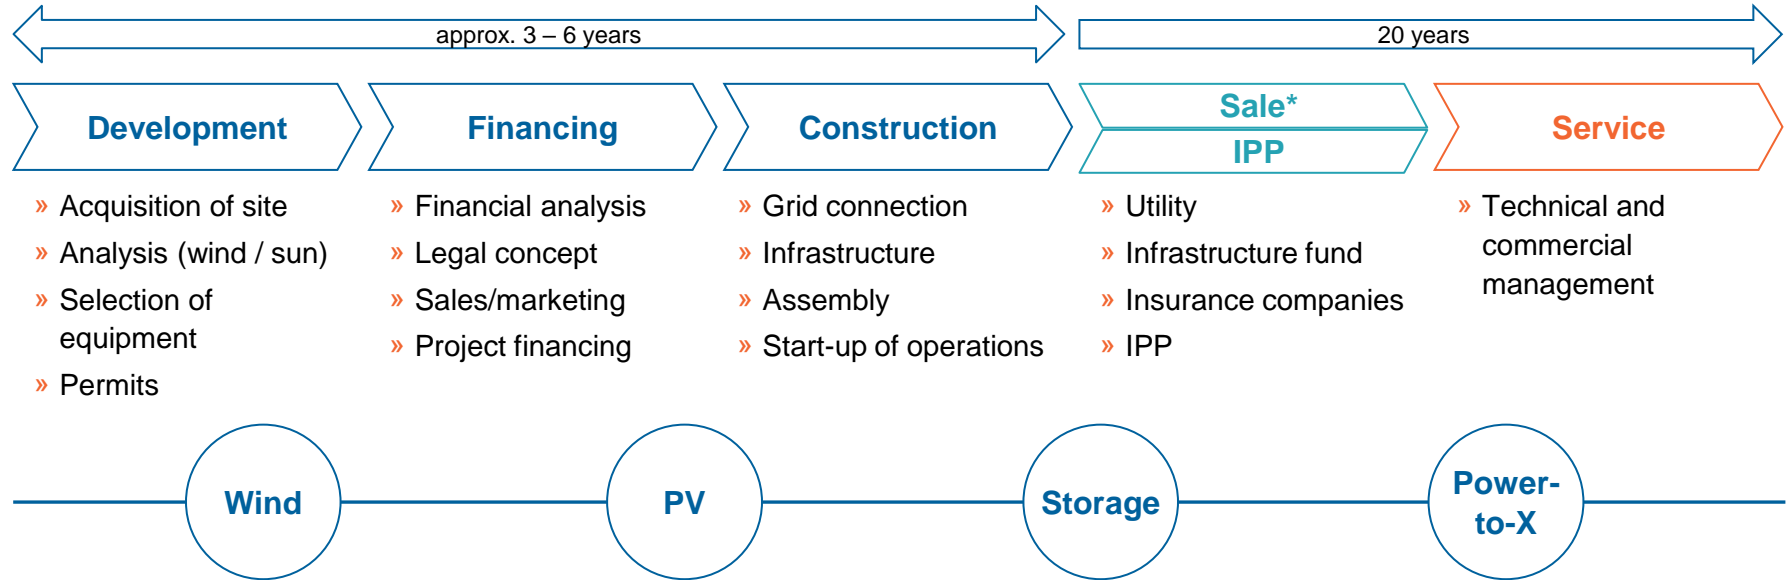 approx. 3 – 6 years
20 years
Development
Financing
Construction
Sale*
IPP
Service
» Acquisition of site
» Analysis (wind / sun)
» Selection of
equipment
» Permits
» Financial analysis
» Legal concept
» Sales/marketing
» Project financing
» Grid connection
» Infrastructure
» Assembly
» Start-up of operations
» Utility
» Infrastructure fund
» Insurance companies
» IPP
» Technical and
commercial
management
Wind
PV
Storage
Power-
to-X